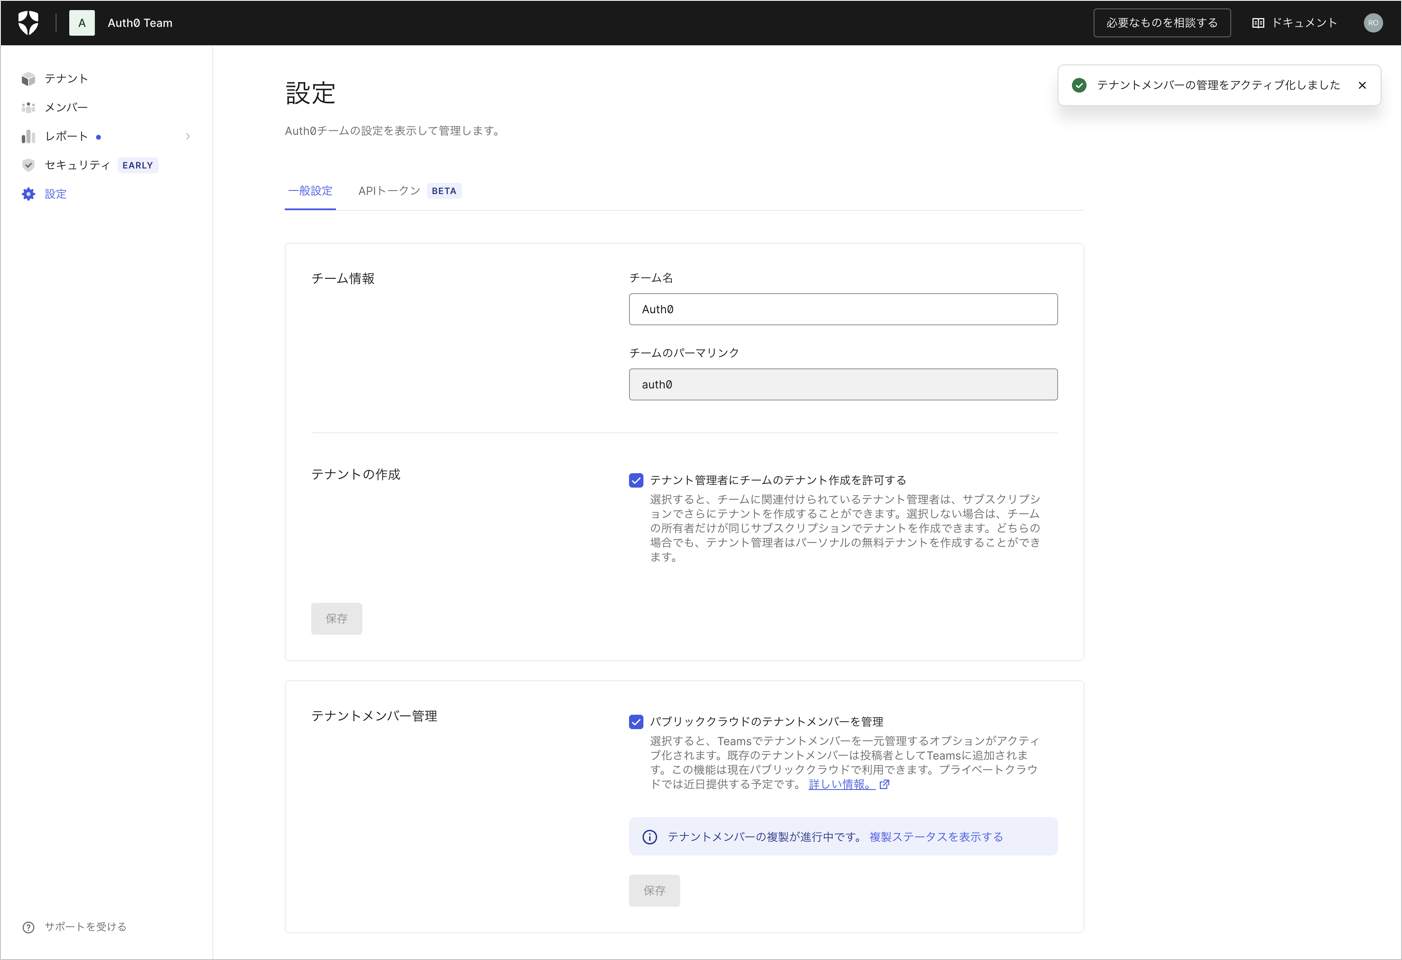 A
Auth0 Team
必要なものを相談する
ドキュメント
RO
テナント
メンバー
レポート
セキュリティ EARLY
設定
サポートを受ける
テナントメンバーの管理をアクティブ化しました
設定
Auth0チームの設定を表示して管理します。
一般設定
APIトークン BETA
チーム情報
チーム名
Auth0
チームのパーマリンク
auth0
テナントの作成
テナント管理者にチームのテナント作成を許可する
選択すると、チームに関連付けられているテナント管理者は、サブスクリプシ
ョンでさらにテナントを作成することができます。選択しない場合は、チーム
の所有者だけが同じサブスクリプションでテナントを作成できます。どちらの
場合でも、テナント管理者はパーソナルの無料テナントを作成することができ
ます。
保存
テナントメンバー管理
パブリッククラウドのテナントメンバーを管理
選択すると、Teamsでテナントメンバーを一元管理するオプションがアクティ
ブ化されます。既存のテナントメンバーは投稿者としてTeamsに追加されま
す。この機能は現在パブリッククラウドで利用できます。プライベートクラウ
ドでは近日提供する予定です。 詳しい情報。
テナントメンバーの複製が進行中です。 複製ステータスを表示する
保存